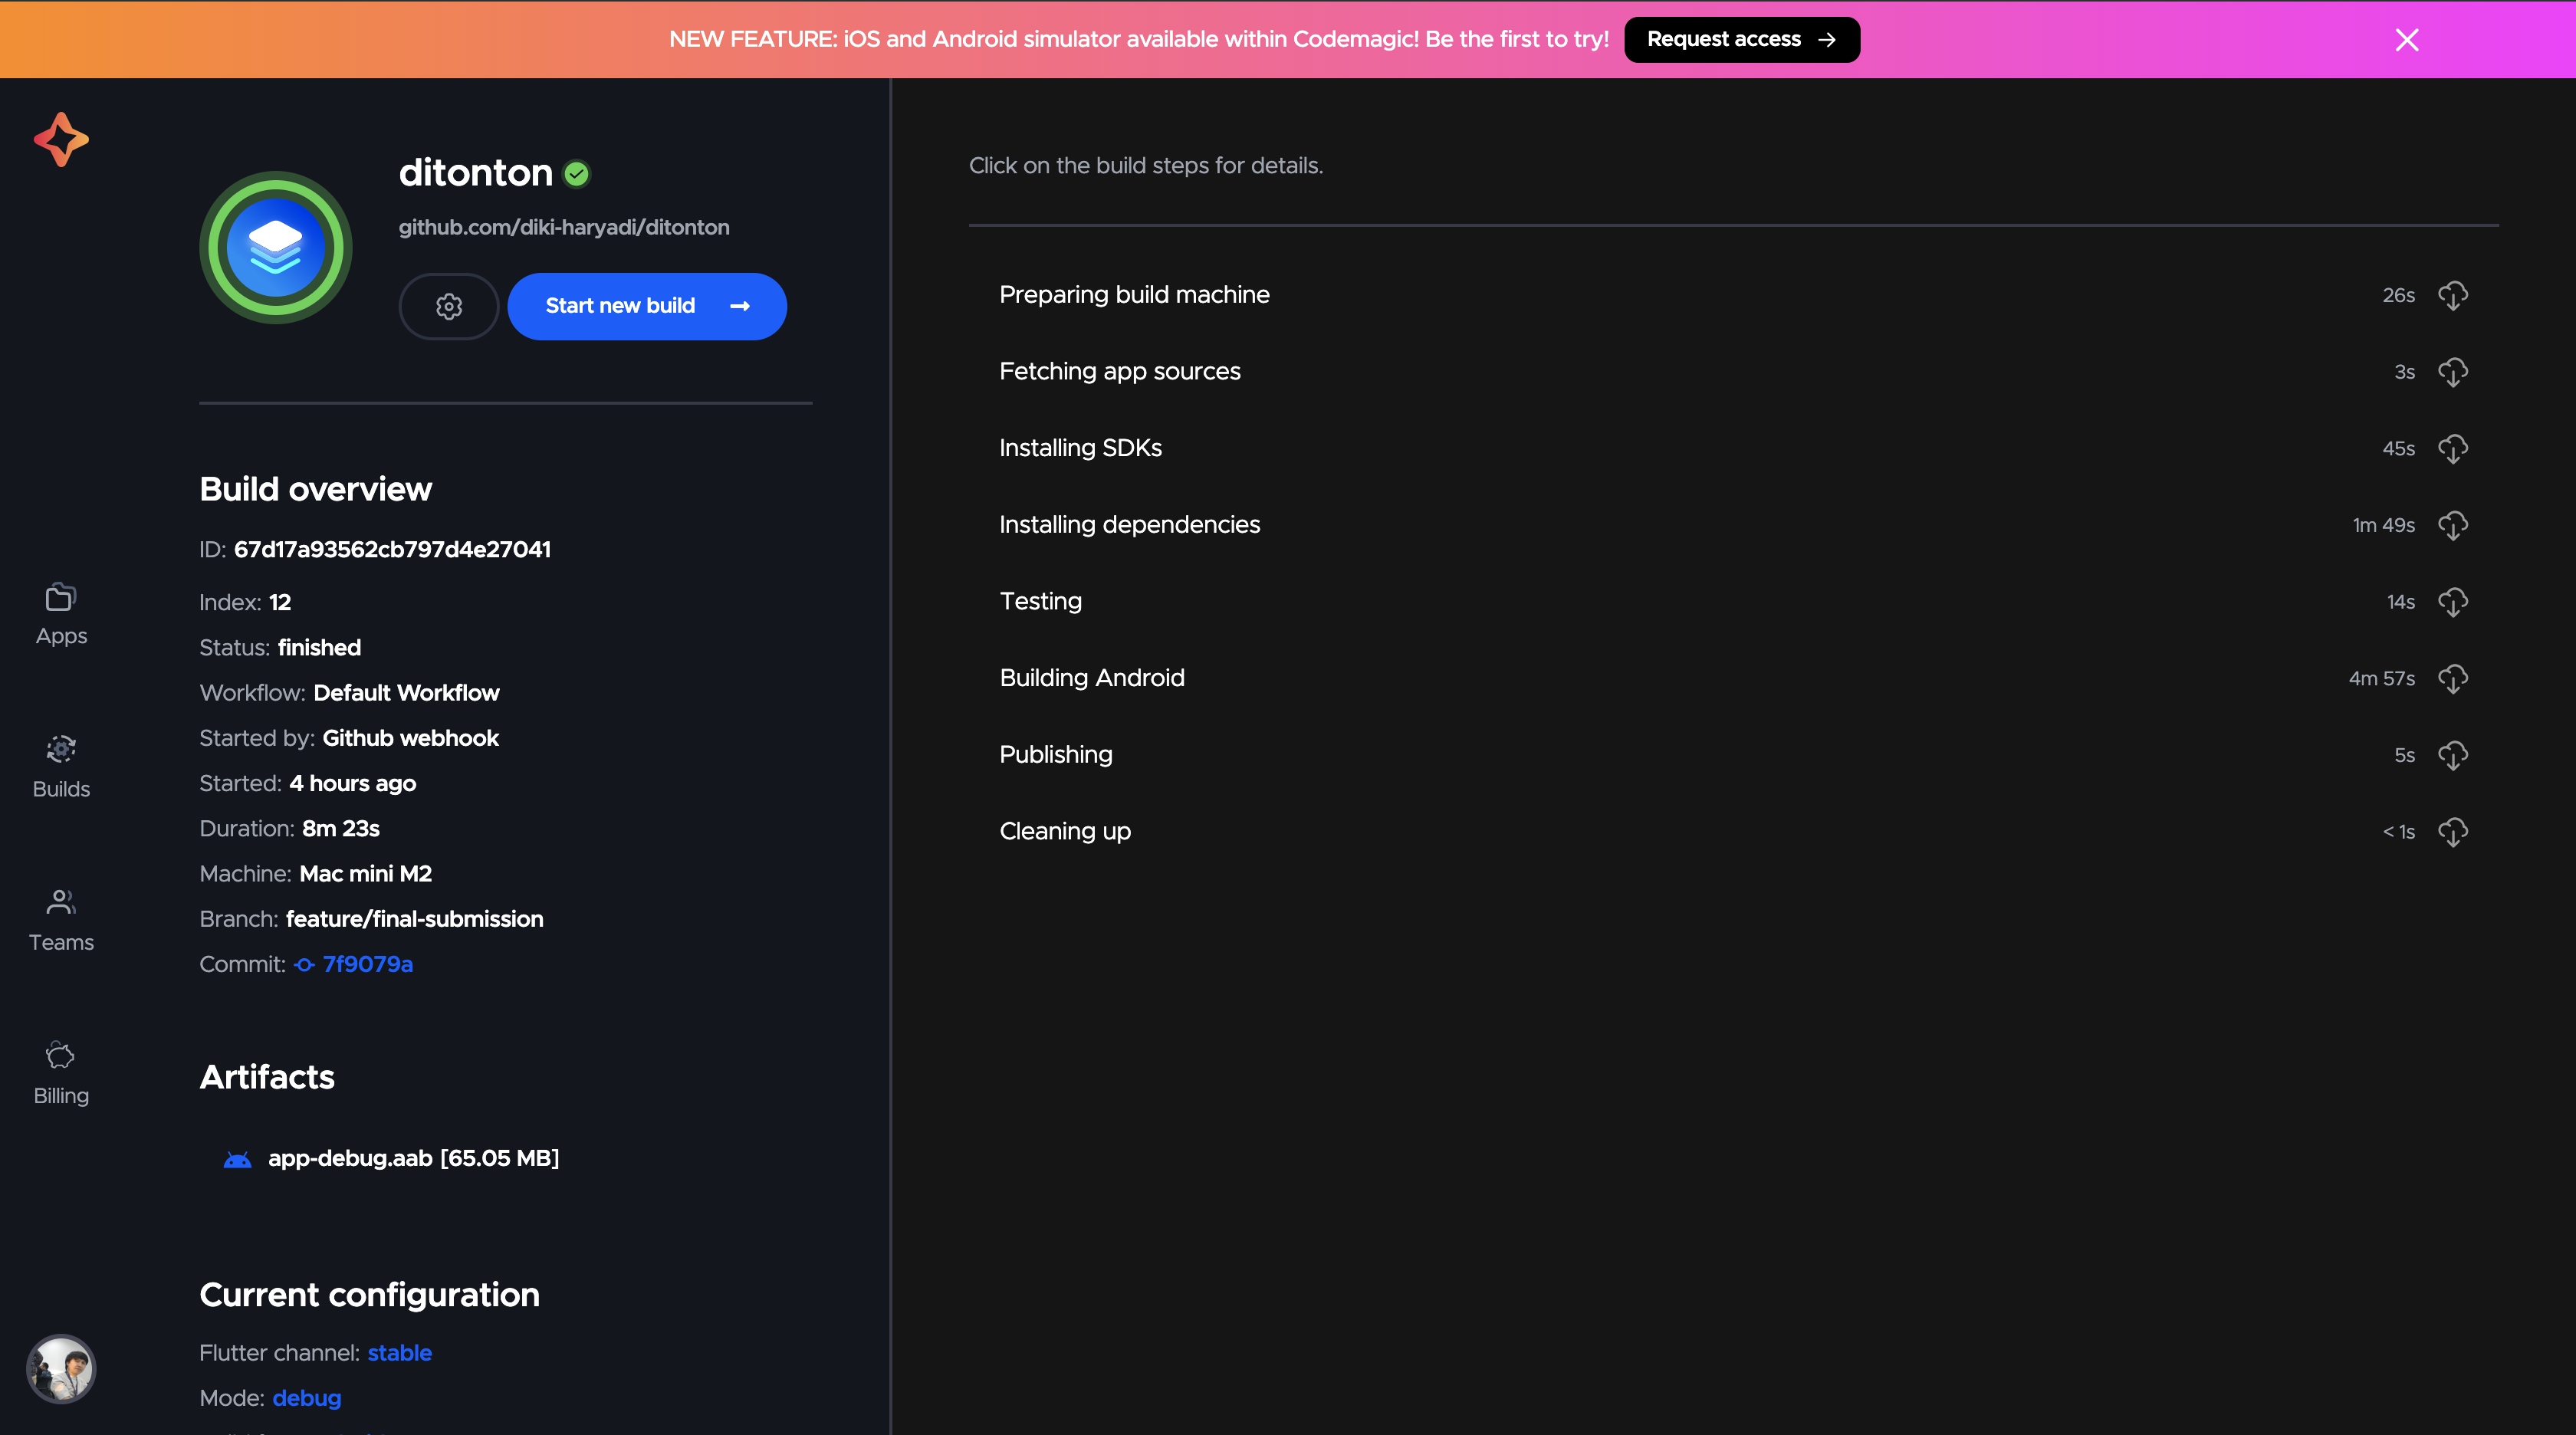 NEW FEATURE: iOS and Android simulator available within Codemagic! Be the first to try!
Request access
ditonton
github.com/diki-haryadi/ditonton
Start new build
Build overview
ID: 67d17a93562cb797d4e27041
Index: 12
Status: finished
Workflow: Default Workflow
Started by: Github webhook
Started: 4 hours ago
Duration: 8m 23s
Machine: Mac mini M2
Branch: feature/final-submission
Commit: 7f9079a
Artifacts
app-debug.aab [65.05 MB]
Current configuration
Flutter channel: stable
Mode: debug
Apps
Builds
Teams
Billing
Click on the build steps for details.
Preparing build machine 26s
Fetching app sources 3s
Installing SDKs 45s
Installing dependencies 1m 49s
Testing 14s
Building Android 4m 57s
Publishing 5s
Cleaning up < 1s